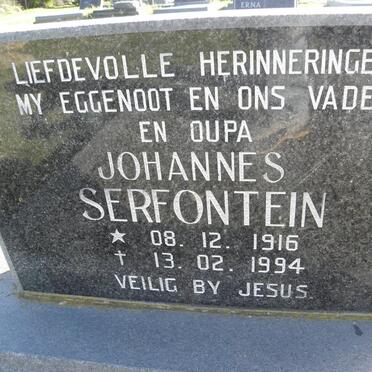 ERNA
LIEFDEVOLLE HERINNERINGE
MY EGGENOOT EN ONS VADE
EN OUPA
JOHANNES
SERFONTEIN
★ 08. 12. 1916
† 13. 02. 1994
VEILIG BY JESUS.